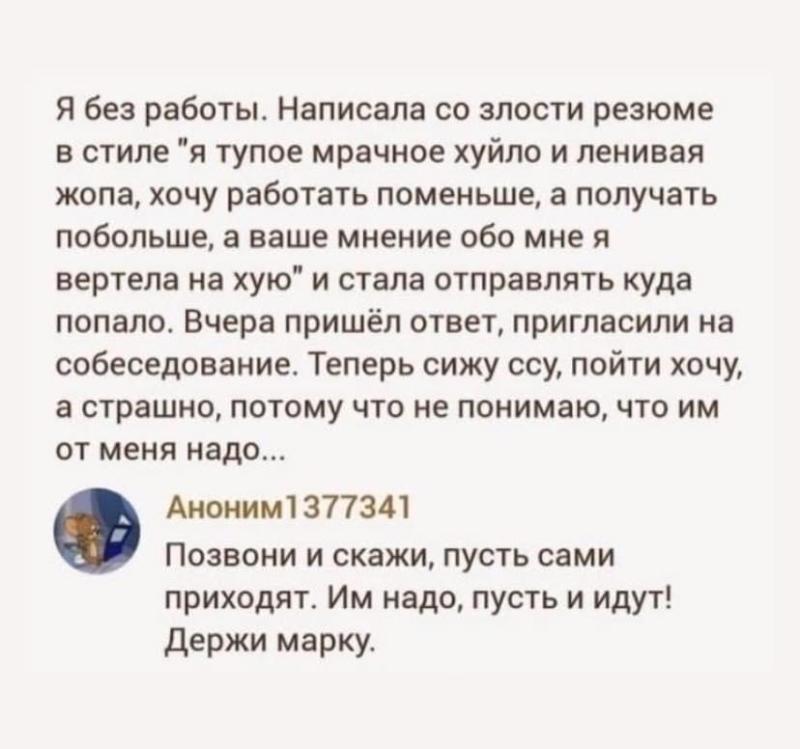 Я без работы. Написала со злости резюме
в стиле "я тупое мрачное хуйло и ленивая
жопа, хочу работать поменьше, а получать
побольше, а ваше мнение обо мне я
вертела на хую" и стала отправлять куда
попало. Вчера пришёл ответ, пригласили на
собеседование. Теперь сижу ссу, пойти хочу,
а страшно, потому что не понимаю, что им
от меня надо...
Аноним1377341
Позвони и скажи, пусть сами
приходят. Им надо, пусть и идут!
Держи марку.